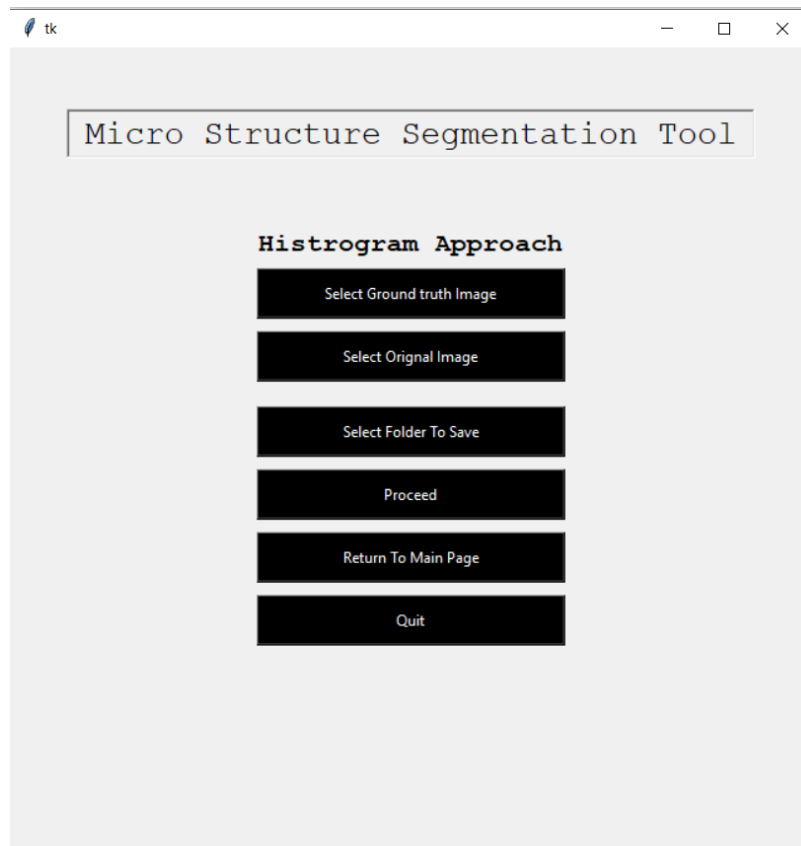 tk
Micro Structure Segmentation Tool
Histrogram Approach
Select Ground truth Image
Select Orignal Image
Select Folder To Save
Proceed
Return To Main Page
Quit